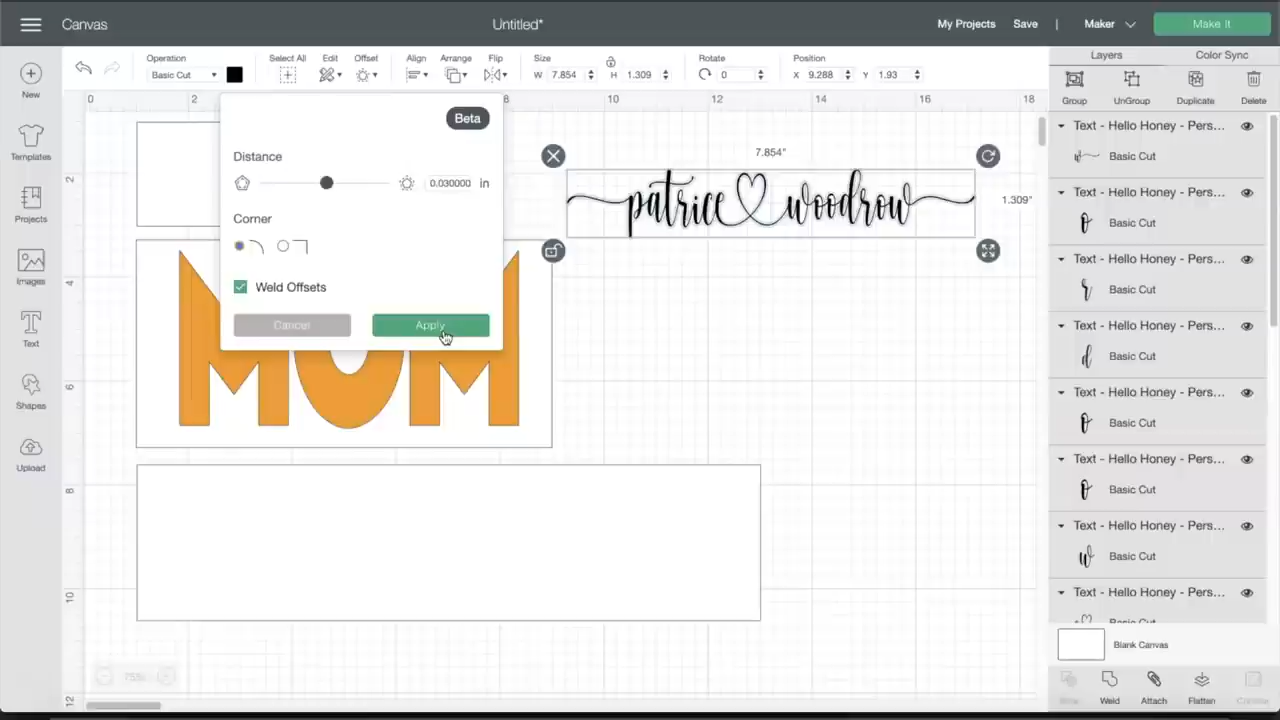 Canvas
Untitled*
My Projects
Save
|
Maker
Make It
Operation
Basic Cut
Select All
Edit
Offset
Align
Arrange
Flip
Size
W 7.854
H 1.309
Rotate
0
Position
X 9.288
Y 1.93
Layers
Color Sync
New
Templates
Projects
Images
Text
Shapes
Upload
0 2 8 10 12 14 16 18
2
4
6
8
10
12
Beta
Distance
0.030000 in
Corner
Weld Offsets
Cancel
Apply
7.854"
1.309"
patrice woodrow
MOM
75%
Group
UnGroup
Duplicate
Delete
Text - Hello Honey - Pers...
Basic Cut
Text - Hello Honey - Pers...
Basic Cut
Text - Hello Honey - Pers...
Basic Cut
Text - Hello Honey - Pers...
Basic Cut
Text - Hello Honey - Pers...
Basic Cut
Text - Hello Honey - Pers...
Basic Cut
Text - Hello Honey - Pers...
Basic Cut
Text - Hello Honey - Pers...
Basic Cut
Blank Canvas
Weld
Attach
Flatten